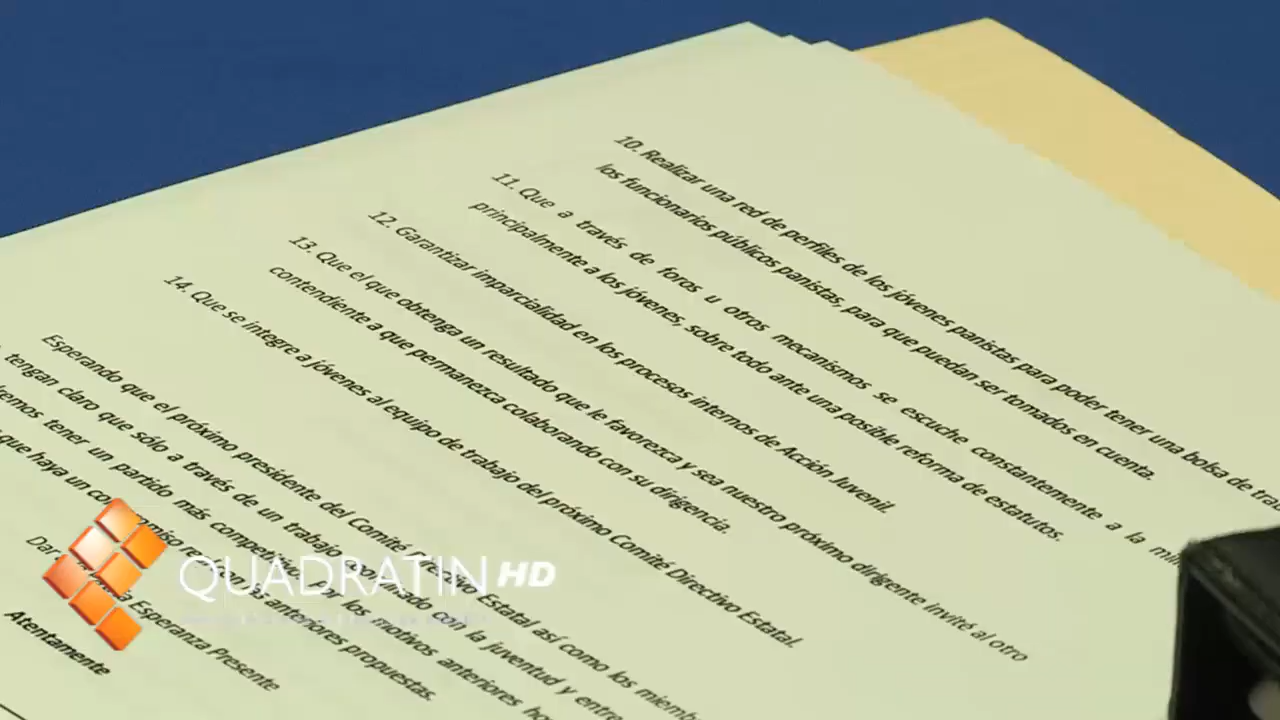 10. Realizar una red de perfiles de los jóvenes panistas para poder tener una bolsa de tra
los funcionarios públicos panistas, para que puedan ser tomados en cuenta.
11. Que a través de foros u otros mecanismos se escuche constantemente a la
principalmente a los jóvenes, sobre todo ante una posible reforma de estatutos.
12. Garantizar imparcialidad en los procesos internos de Acción Juvenil.
13. Que el que obtenga un resultado que le favorezca y sea nuestro próximo dirigente invité al otro
contendiente a que permanezca colaborando con su dirigencia.
14. Que se integre a jóvenes al equipo de trabajo del próximo Comité Directivo Estatal.
Esperando que el próximo presidente del Comité Estatal así como los miemb
tengan claro que sólo a través de un trabajo con la juventud y entre
remos tener un partido más competitivo. Por los motivos anteriores
que haya un anteriores propuestas.
Esperanza Presente
Atentamente
QUADRATIN HD